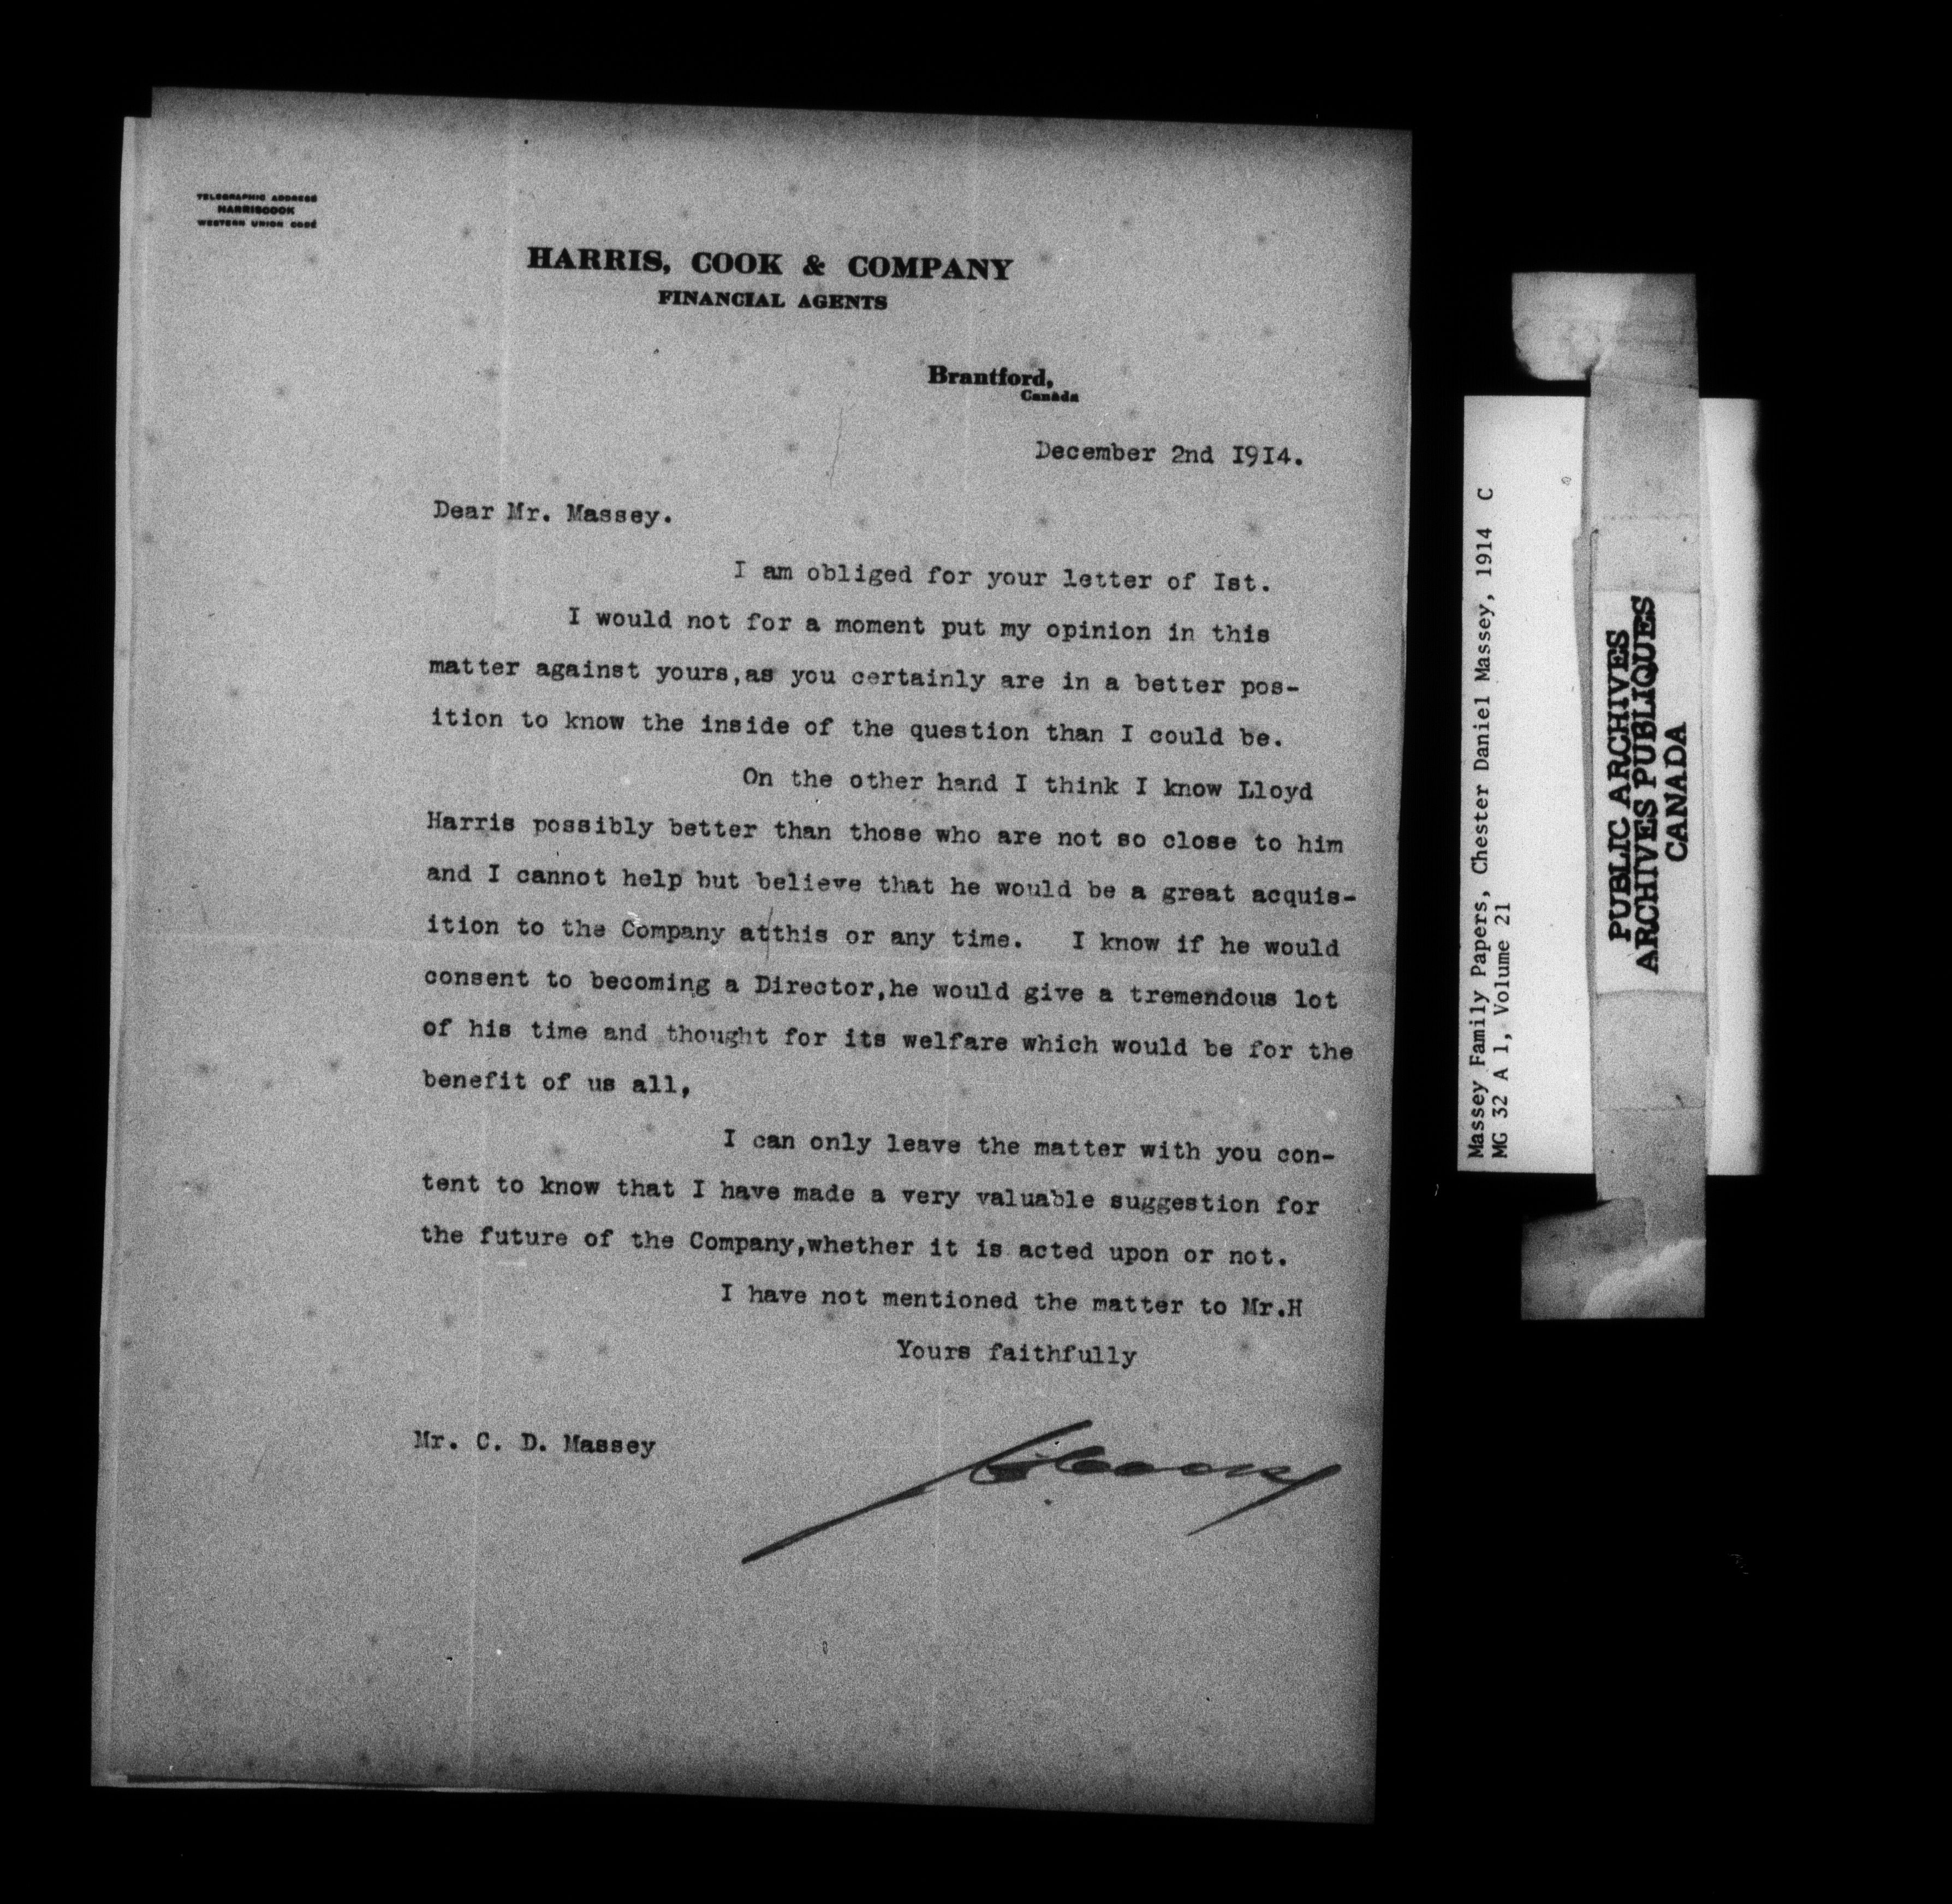 TELEGRAPHIC ADDRESS
HARRISCOOK
WESTERN UNION CODE
HARRIS, COOK & COMPANY
FINANCIAL AGENTS
Brantford,
Canada
December 2nd I9I4.
Dear Mr. Massey.
I am obliged for your letter of Ist.
I would not for a moment put my opinion in this
matter against yours,as you certainly are in a better pos-
ition to know the inside of the question than I could be.
On the other hand I think I know Lloyd
Harris possibly better than those who are not so close to him
and I cannot help but believe that he would be a great acquis-
ition to the Company at/this or any time. I know if he would
consent to becoming a Director,he would give a tremendous lot
of his time and thought for its welfare which would be for the
benefit of us all,
I can only leave the matter with you con-
tent to know that I have made a very valuable suggestion for
the future of the Company,whether it is acted upon or not.
I have not mentioned the matter to Mr.H
Yours faithfully
Mr. C. D. Massey
Massey Family Papers, Chester Daniel Massey, 1914 C
MG 32 A 1, Volume 21
PUBLIC ARCHIVES
ARCHIVES PUBLIQUES
CANADA